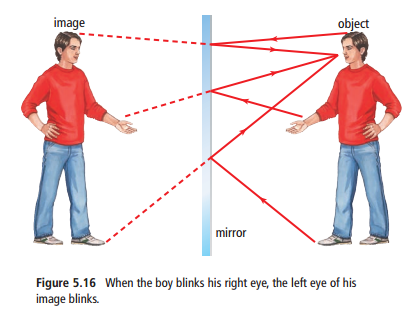 image
object
mirror
Figure 5.16 When the boy blinks his right eye, the left eye of his
image blinks.